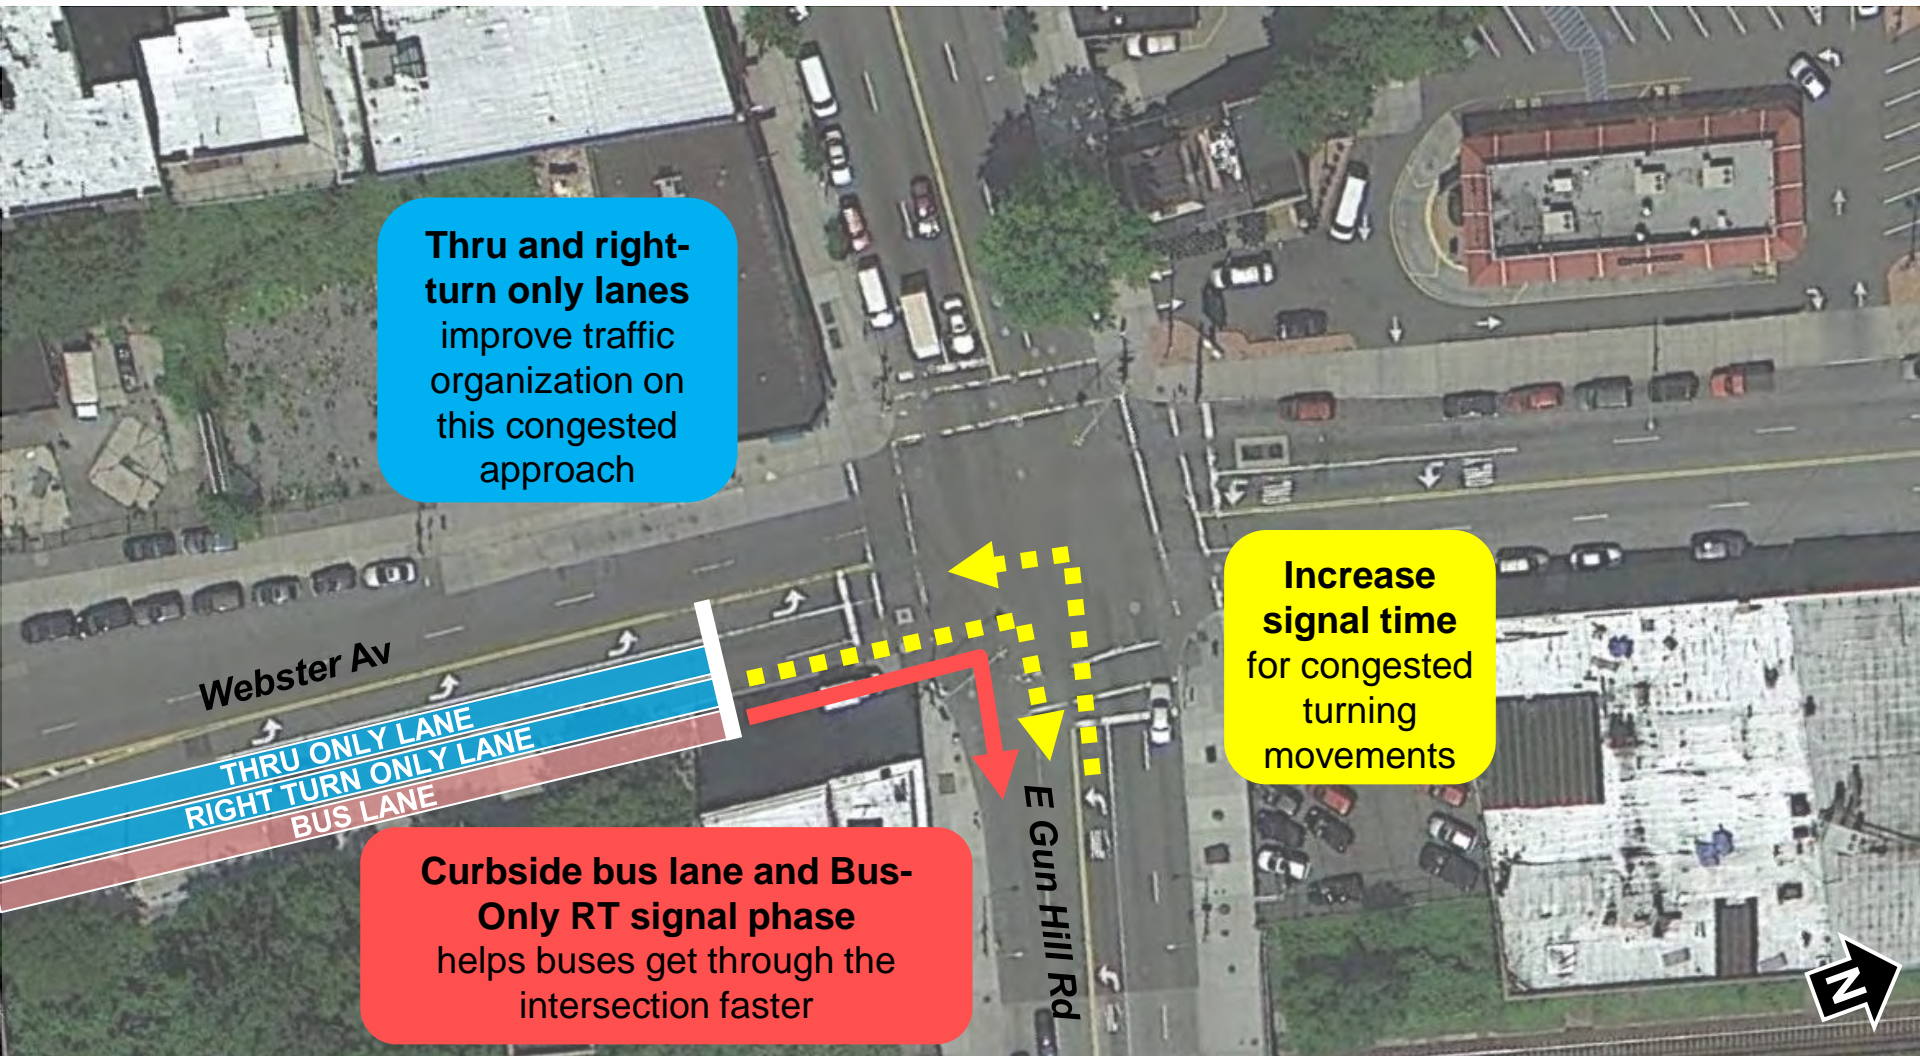 Thru and right-
turn only lanes
improve traffic
organization on
this congested
approach
Webster Av
THRU ONLY LANE
RIGHT TURN ONLY LANE
BUS LANE
Increase
signal time
for congested
turning
movements
ONLY
ONLY
Curbside bus lane and Bus-
Only RT signal phase
helps buses get through the
intersection faster
E Gun Hill Rd
N